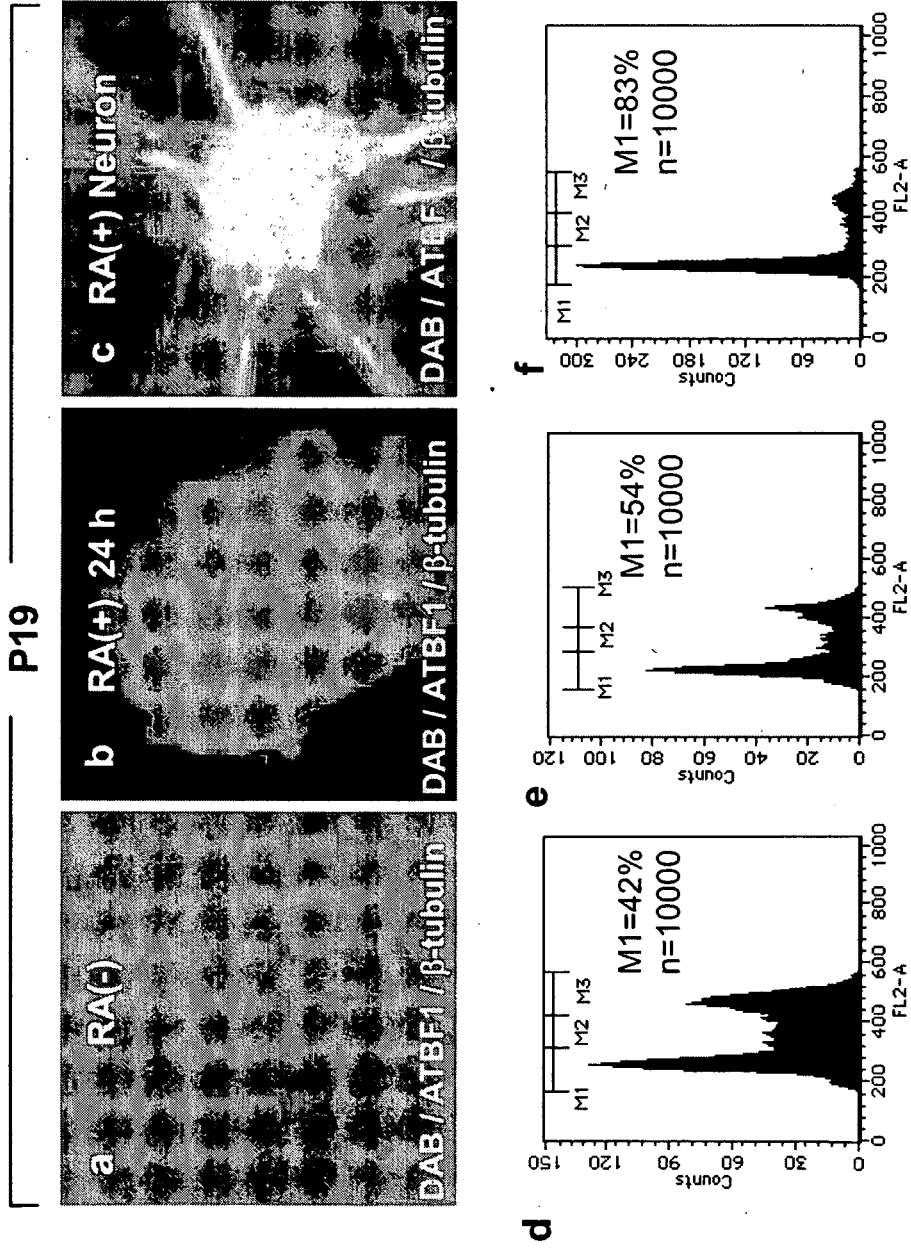 P19
a RA(-)
DAB / ATBF1 / β-tubulin
b RA(+) 24 h
DAB / ATBF1 / β-tubulin
c RA(+) Neuron
DAB / ATBF / β-tubulin
d
150
120
90
60
30
0
Counts
M1
M2
M3
M1=42%
n=10000
0 200 400 600 800 1000
FL2-A
e
120
100
80
60
40
20
0
Counts
M1
M2
M3
M1=54%
n=10000
0 200 400 600 800 1000
FL2-A
f
300
240
180
120
60
0
Counts
M1
M2
M3
M1=83%
n=10000
0 200 400 600 800 1000
FL2-A